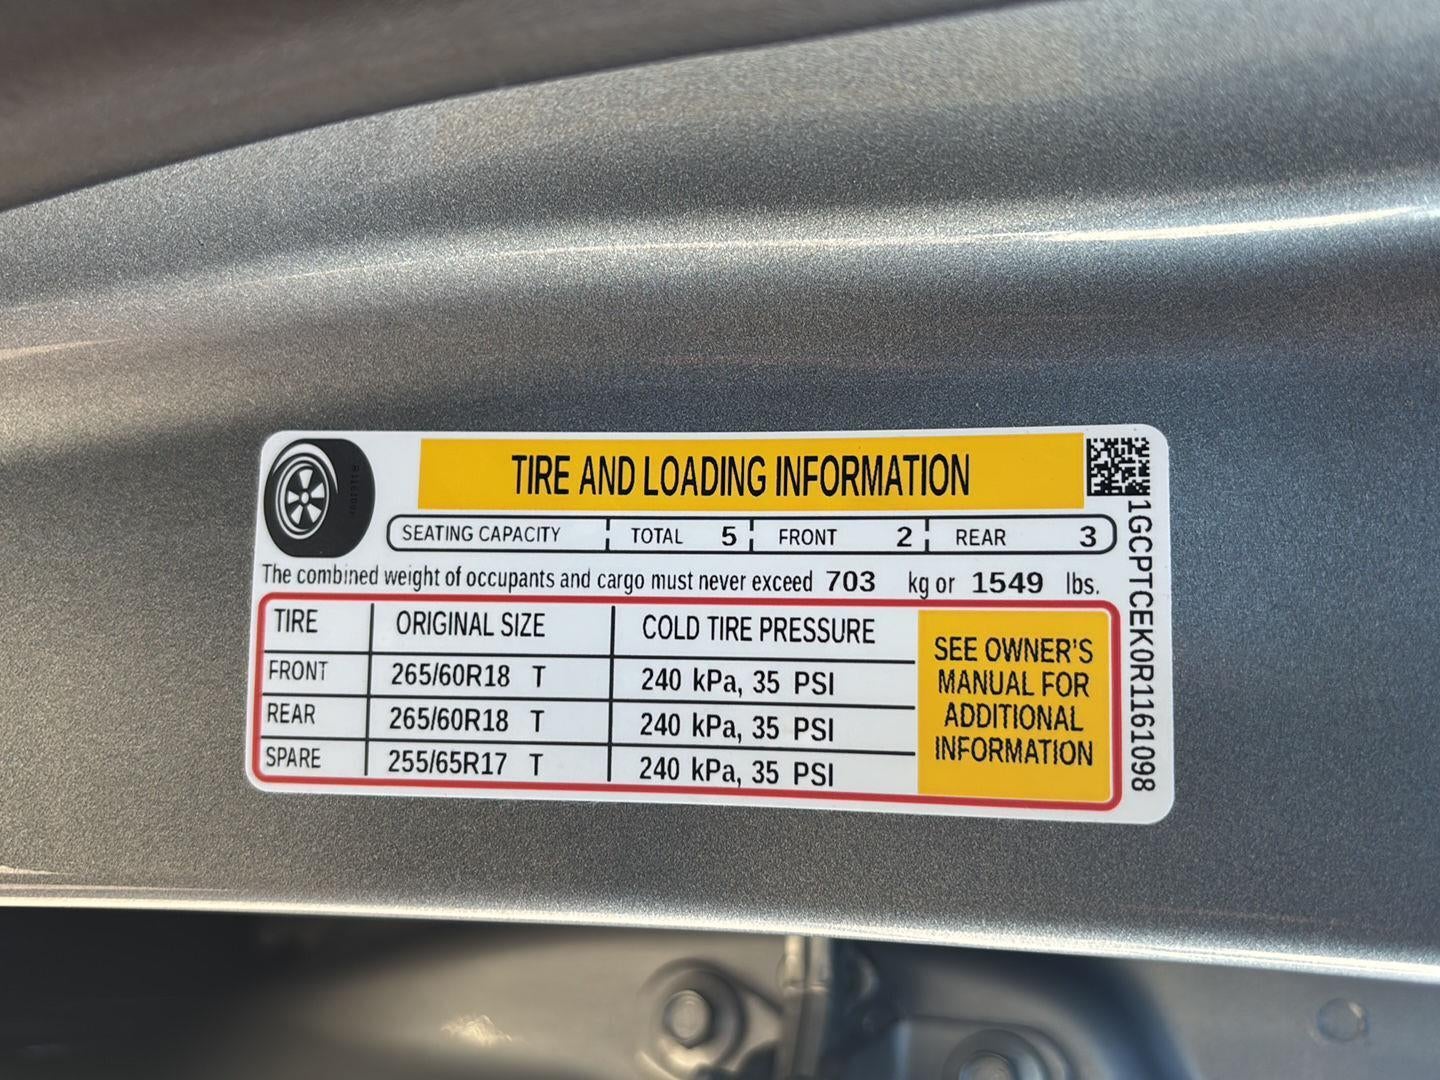 TIRE AND LOADING INFORMATION
SEATING CAPACITY TOTAL 5 FRONT 2 REAR 3
The combined weight of occupants and cargo must never exceed 703 kg or 1549 lbs.
TIRE ORIGINAL SIZE COLD TIRE PRESSURE
FRONT 265/60R18 T 240 kPa, 35 PSI
REAR 265/60R18 T 240 kPa, 35 PSI
SPARE 255/65R17 T 240 kPa, 35 PSI
SEE OWNER'S
MANUAL FOR
ADDITIONAL
INFORMATION
1GCPTCEK0R1161098